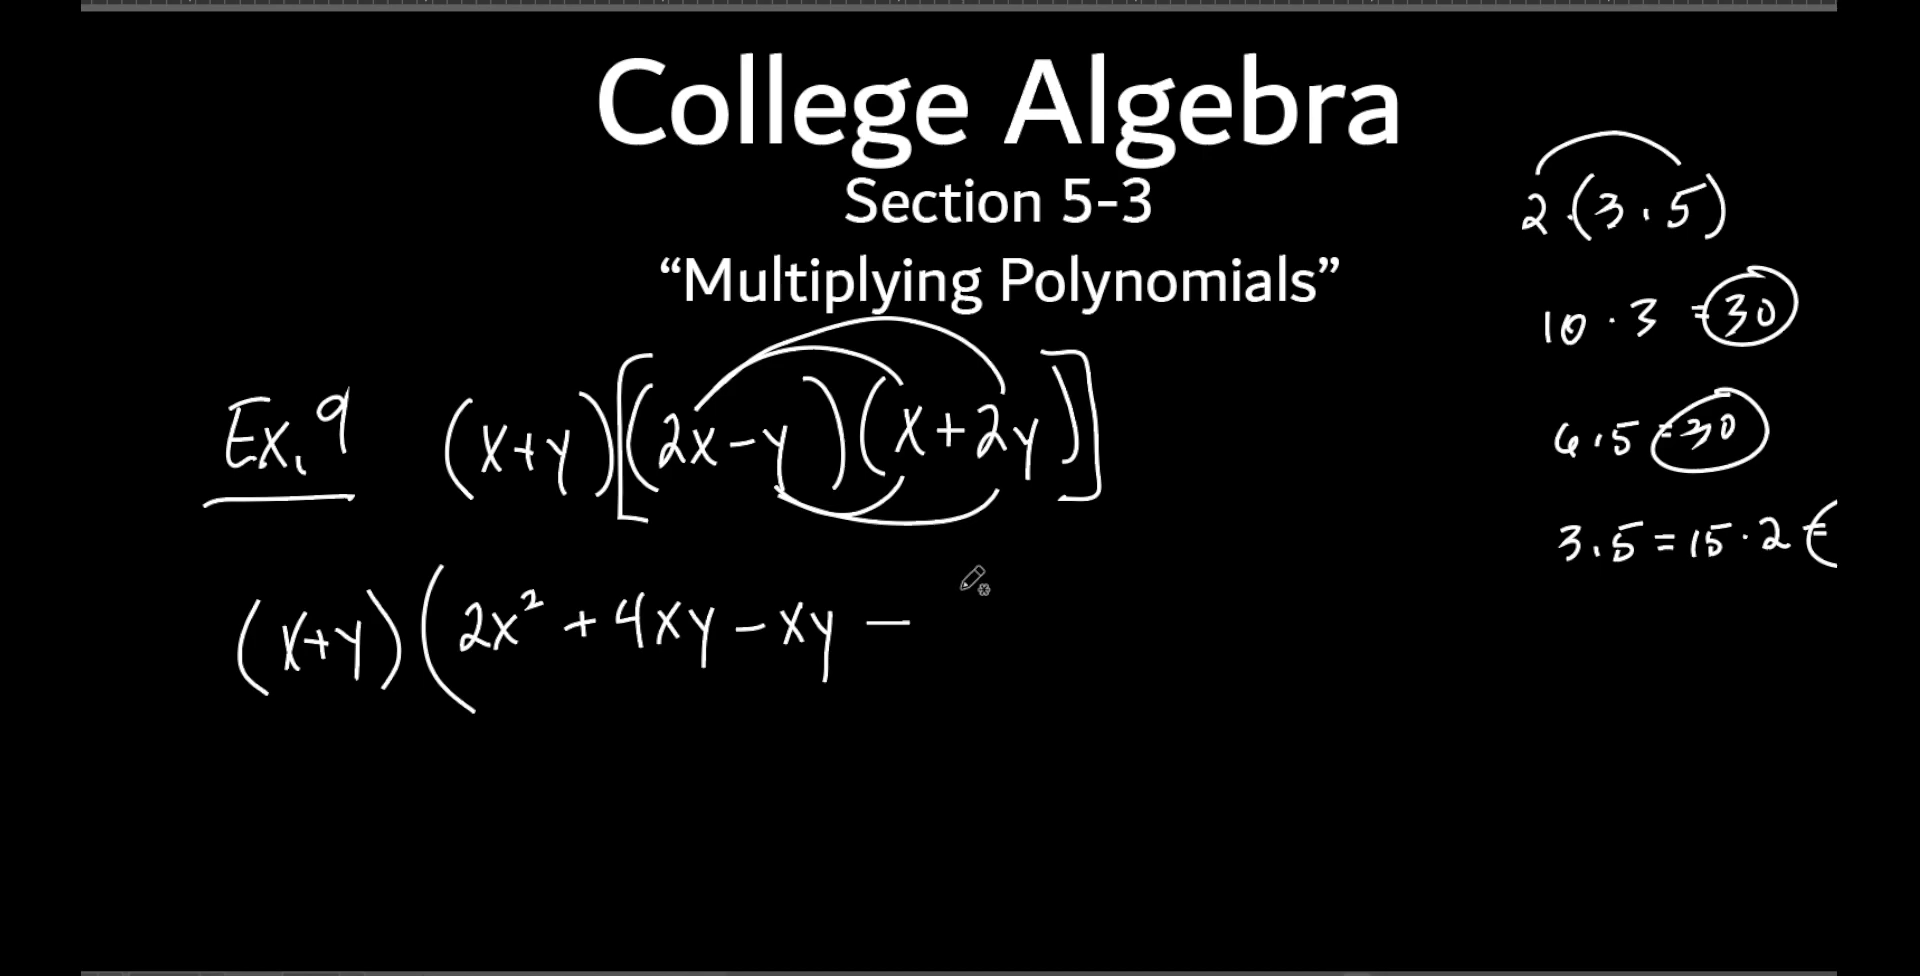 College Algebra
Section 5-3
“Multiplying Polynomials”
Ex. 9 (x+y)[(2x-y)(x+2y)]
(x+y)(2x² + 4xy - xy -
2·(3·5)
10·3 = 30
6·5 = 30
3·5 = 15·2 =